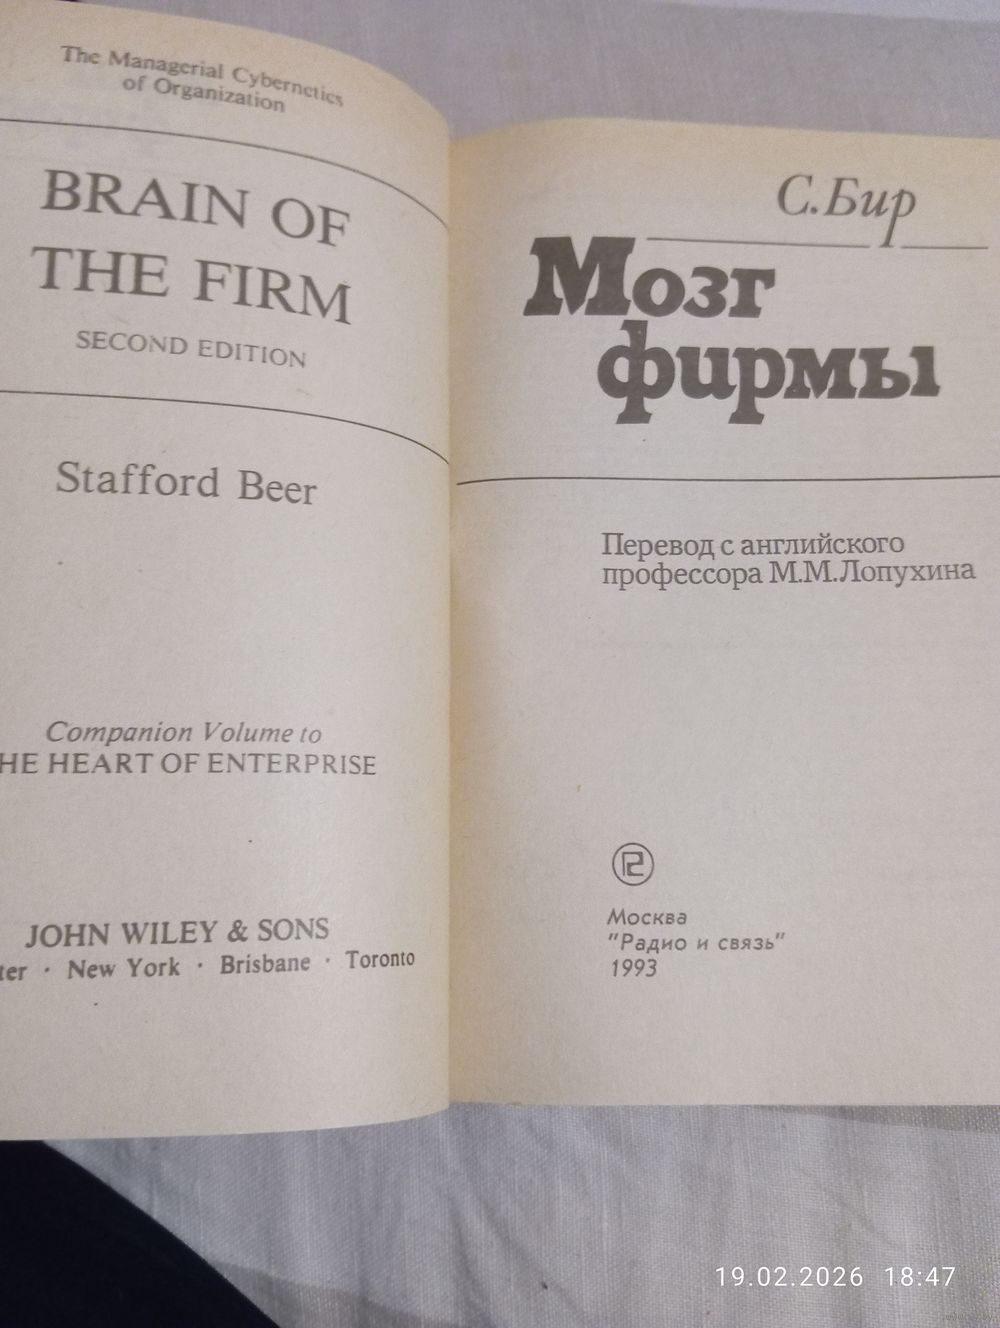 The Managerial Cybernetics
of Organization
BRAIN OF
THE FIRM
SECOND EDITION
Stafford Beer
Companion Volume to
HE HEART OF ENTERPRISE
JOHN WILEY & SONS
ter · New York · Brisbane · Toronto
С.Бир
Мозг
фирмы
Перевод с английского
профессора М.М.Лопухина
Москва
"Радио и связь"
1993
19.02.2026 18:47